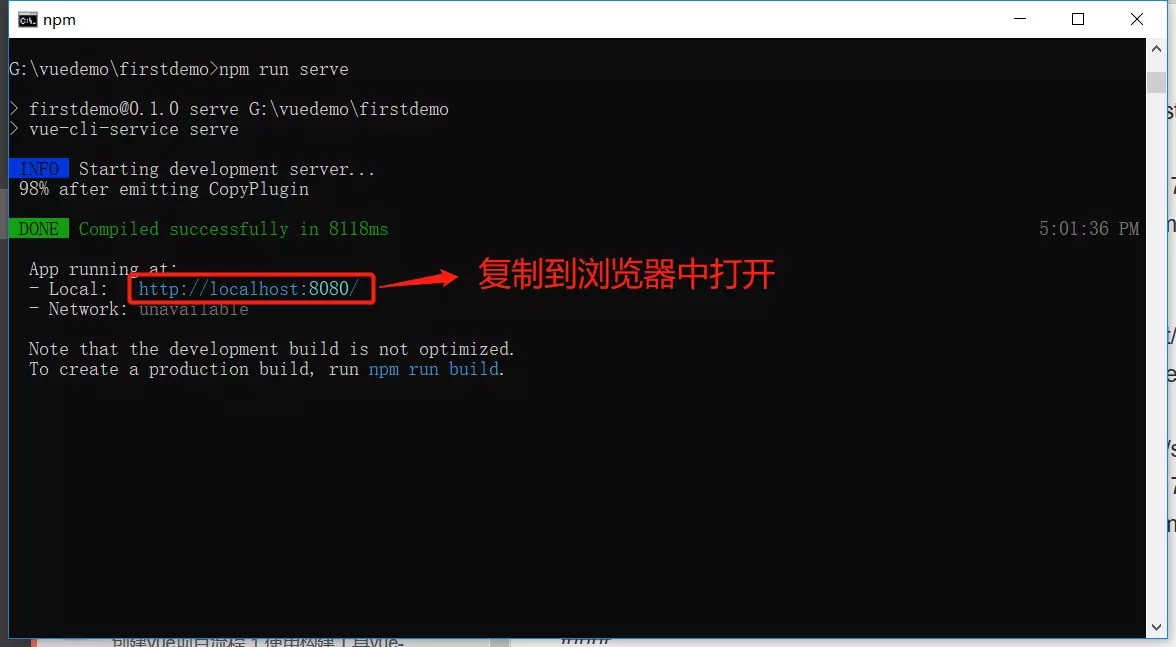 npm
G:\vuedemo\firstdemo>npm run serve
> firstdemo@0.1.0 serve G:\vuedemo\firstdemo
> vue-cli-service serve
INFO Starting development server...
98% after emitting CopyPlugin
DONE Compiled successfully in 8118ms 5:01:36 PM
App running at:
- Local: http://localhost:8080/
复制到浏览器中打开
- Network: unavailable
Note that the development build is not optimized.
To create a production build, run npm run build.